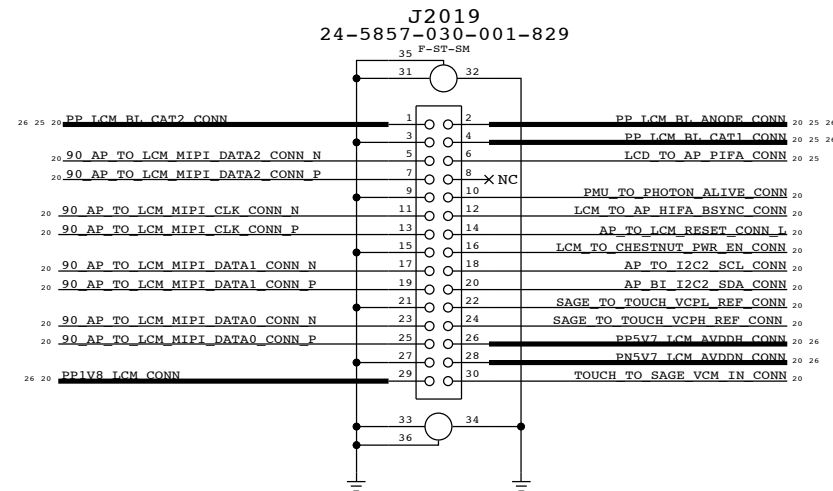 J2019
24-5857-030-001-829
F-ST-SM
35
31 32
26 25 20 PP_LCM_BL_CAT2_CONN 1 2 PP_LCM_BL_ANODE_CONN 20 25 26
3 4 PP_LCM_BL_CAT1_CONN 20 25 26
20 90_AP_TO_LCM_MIPI_DATA2_CONN_N 5 6 LCD_TO_AP_PIFA_CONN 20 25
20 90_AP_TO_LCM_MIPI_DATA2_CONN_P 7 8 NC
9 10 PMU_TO_PHOTON_ALIVE_CONN 20
20 90_AP_TO_LCM_MIPI_CLK_CONN_N 11 12 LCM_TO_AP_HIFA_BSYNC_CONN 20
20 90_AP_TO_LCM_MIPI_CLK_CONN_P 13 14 AP_TO_LCM_RESET_CONN_L 20
15 16 LCM_TO_CHESTNUT_PWR_EN_CONN 20
20 90_AP_TO_LCM_MIPI_DATA1_CONN_N 17 18 AP_TO_I2C2_SCL_CONN 20
20 90_AP_TO_LCM_MIPI_DATA1_CONN_P 19 20 AP_BI_I2C2_SDA_CONN 20
21 22 SAGE_TO_TOUCH_VCPL_REF_CONN 20
20 90_AP_TO_LCM_MIPI_DATA0_CONN_N 23 24 SAGE_TO_TOUCH_VCPH_REF_CONN 20
20 90_AP_TO_LCM_MIPI_DATA0_CONN_P 25 26 PP5V7_LCM_AVDDH_CONN 20 26
27 28 PN5V7_LCM_AVDDN_CONN 20 26
26 20 PP1V8_LCM_CONN 29 30 TOUCH_TO_SAGE_VCM_IN_CONN 20
33 34
36